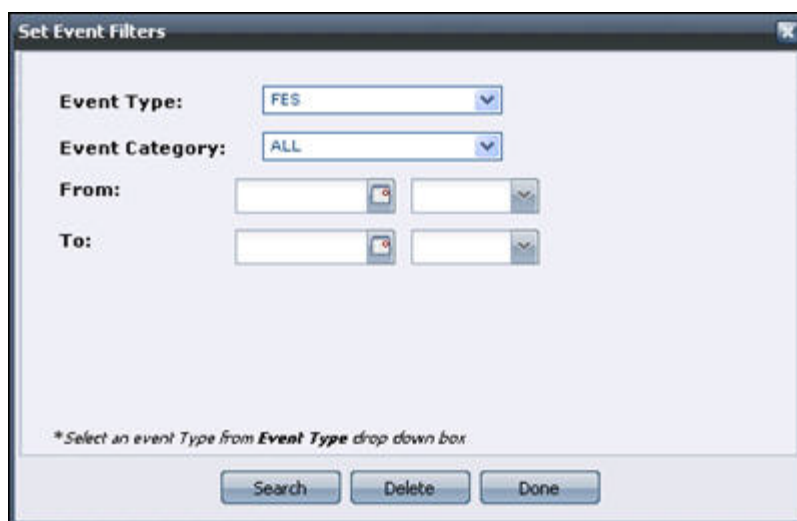 Set Event Filters
Event Type: FES
Event Category: ALL
From:
To:
*Select an event Type from Event Type drop down box
Search Delete Done